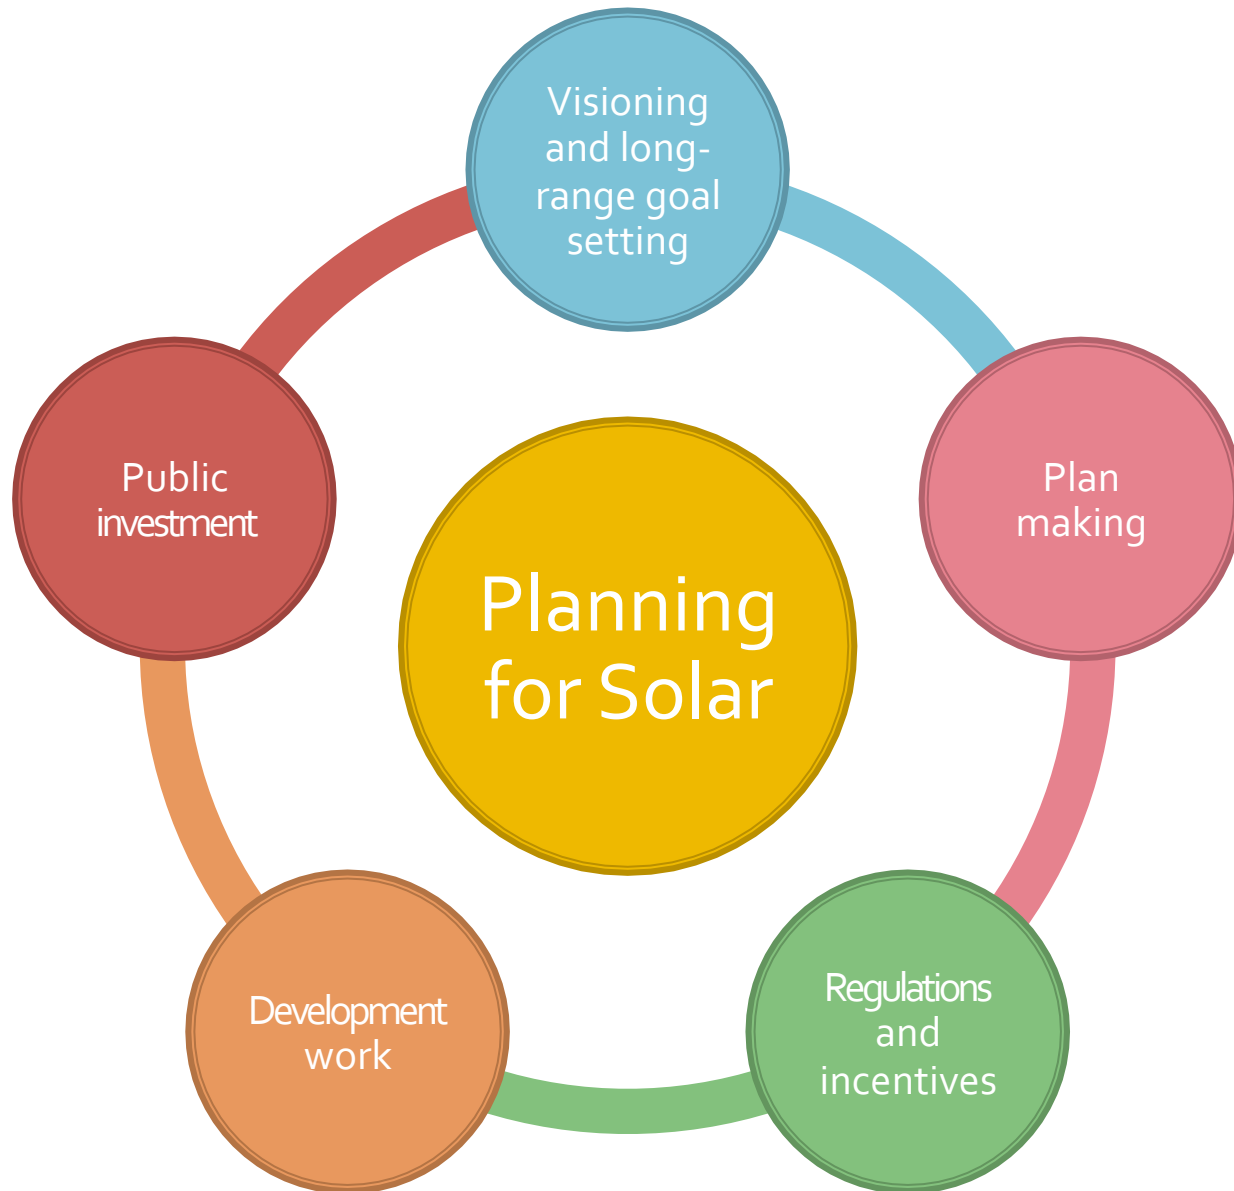 Visioning
and long-
range goal
setting
Public
investment
Plan
making
Planning
for Solar
Development
work
Regulations
and
incentives